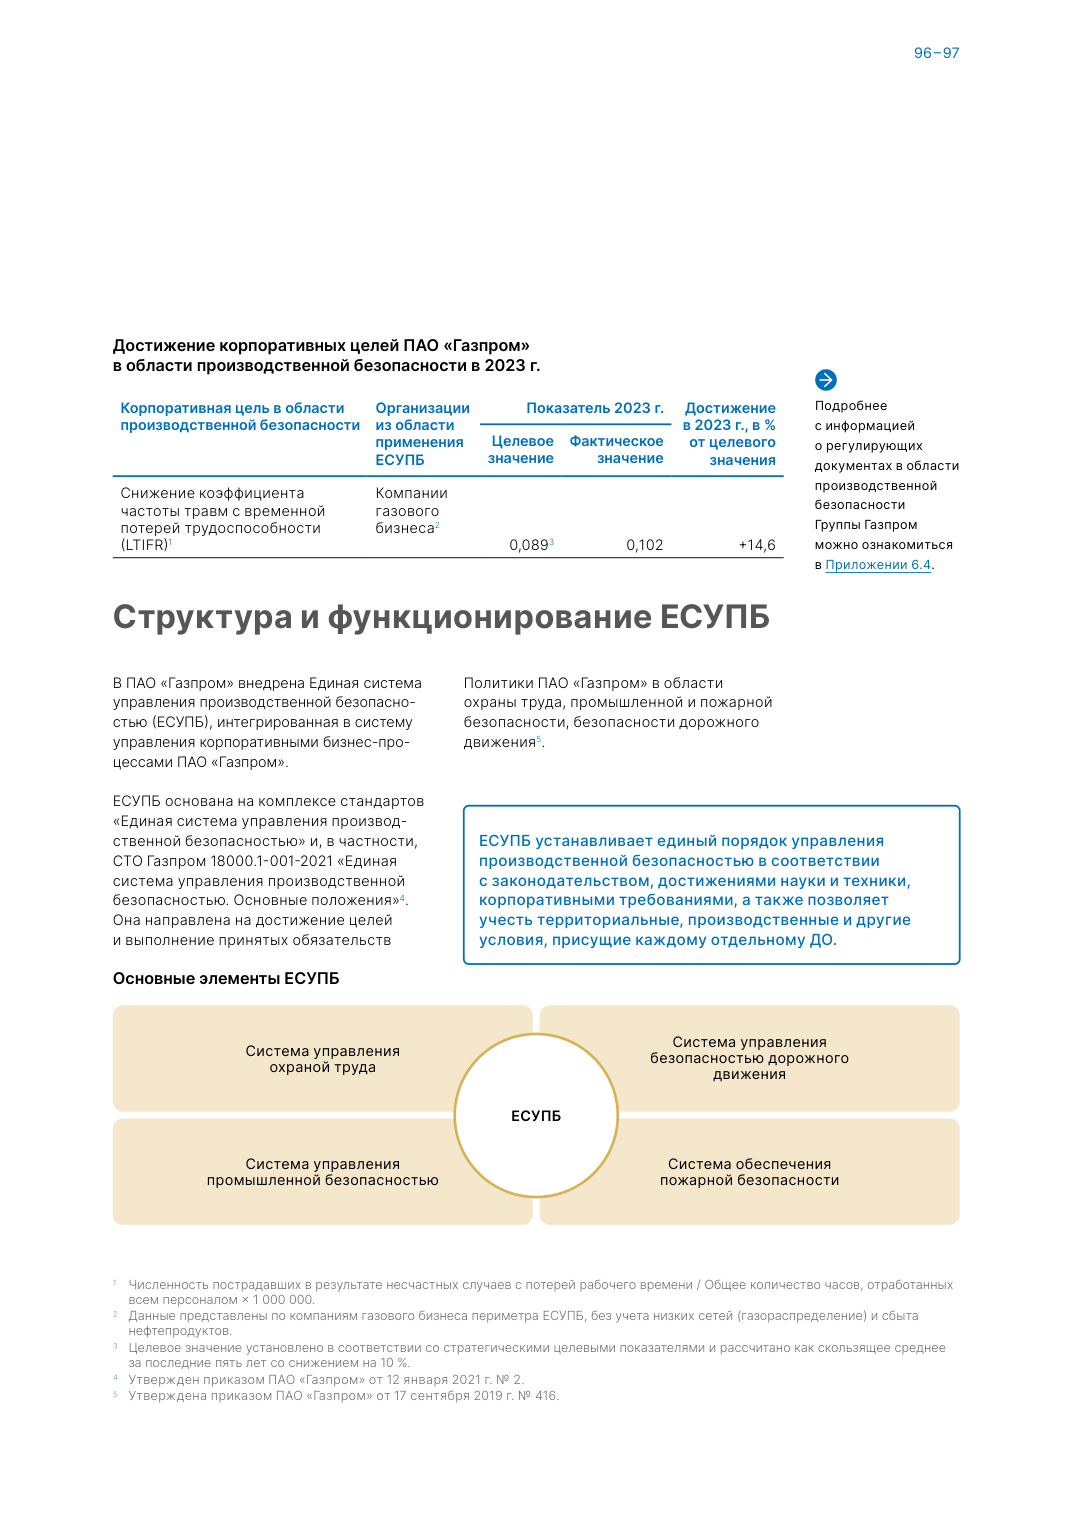 96–97
Достижение корпоративных целей ПАО «Газпром»
в области производственной безопасности в 2023 г.
Корпоративная цель в области
производственной безопасности
Организации
из области
применения
ЕСУПБ
Показатель 2023 г.
Целевое
значение
Фактическое
значение
Достижение
в 2023 г., в %
от целевого
значения
Снижение коэффициента
частоты травм с временной
потерей трудоспособности
(LTIFR)¹
Компании
газового
бизнеса²
0,089³
0,102
+14,6
Подробнее
с информацией
о регулирующих
документах в области
производственной
безопасности
Группы Газпром
можно ознакомиться
в Приложении 6.4.
Структура и функционирование ЕСУПБ
В ПАО «Газпром» внедрена Единая система
управления производственной безопасно-
стью (ЕСУПБ), интегрированная в систему
управления корпоративными бизнес-про-
цессами ПАО «Газпром».
ЕСУПБ основана на комплексе стандартов
«Единая система управления производ-
ственной безопасностью» и, в частности,
СТО Газпром 18000.1-001-2021 «Единая
система управления производственной
безопасностью. Основные положения»⁴.
Она направлена на достижение целей
и выполнение принятых обязательств
Политики ПАО «Газпром» в области
охраны труда, промышленной и пожарной
безопасности, безопасности дорожного
движения⁵.
ЕСУПБ устанавливает единый порядок управления
производственной безопасностью в соответствии
с законодательством, достижениями науки и техники,
корпоративными требованиями, а также позволяет
учесть территориальные, производственные и другие
условия, присущие каждому отдельному ДО.
Основные элементы ЕСУПБ
Система управления
охраной труда
Система управления
безопасностью дорожного
движения
ЕСУПБ
Система управления
промышленной безопасностью
Система обеспечения
пожарной безопасности
¹ Численность пострадавших в результате несчастных случаев с потерей рабочего времени / Общее количество часов, отработанных
всем персоналом × 1 000 000.
² Данные представлены по компаниям газового бизнеса периметра ЕСУПБ, без учета низких сетей (газораспределение) и сбыта
нефтепродуктов.
³ Целевое значение установлено в соответствии со стратегическими целевыми показателями и рассчитано как скользящее среднее
за последние пять лет со снижением на 10 %.
⁴ Утвержден приказом ПАО «Газпром» от 12 января 2021 г. № 2.
⁵ Утверждена приказом ПАО «Газпром» от 17 сентября 2019 г. № 416.